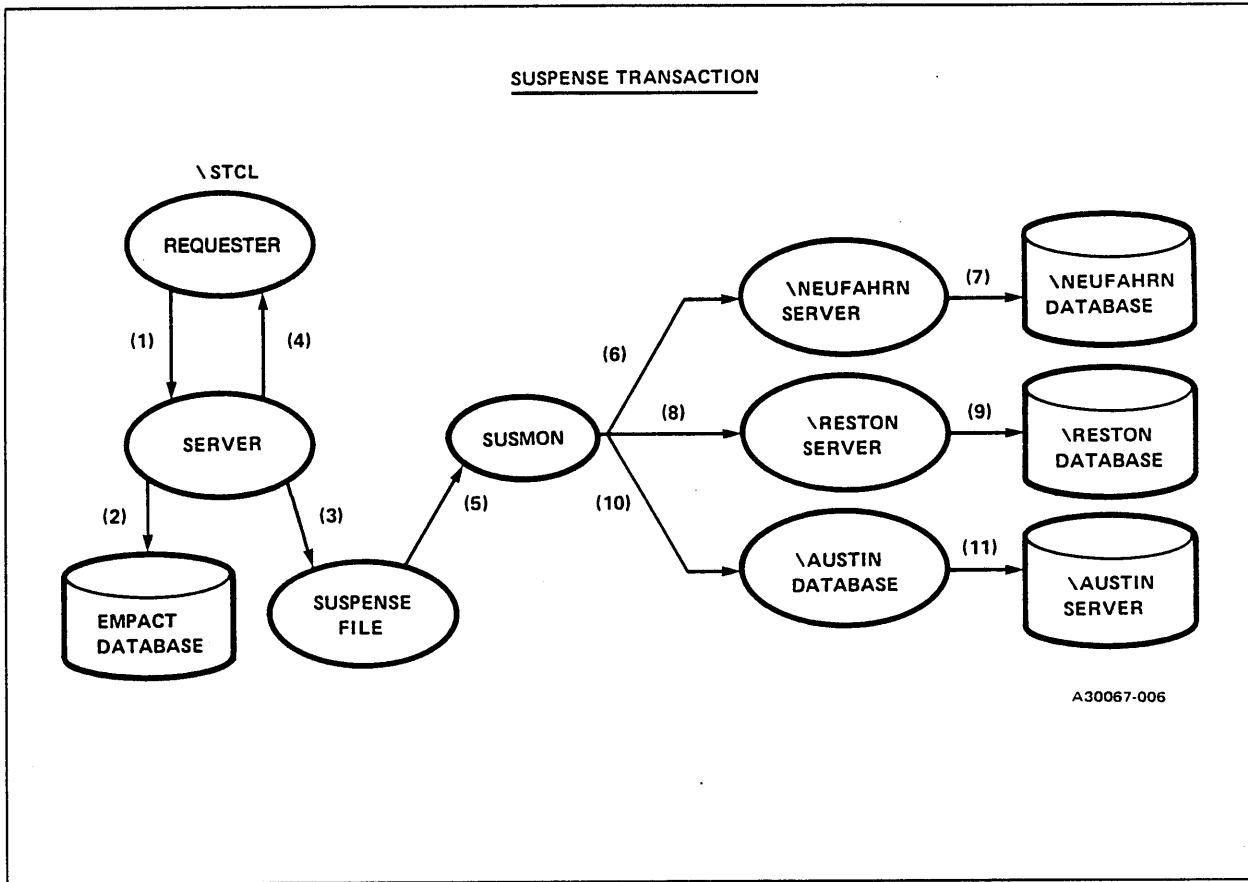 SUSPENSE TRANSACTION
\STCL
REQUESTER
(1)
(4)
SERVER
(2)
(3)
EMPACT
DATABASE
SUSPENSE
FILE
(5)
SUSMON
(6)
(8)
(10)
\NEUFAHRN
SERVER
(7)
\NEUFAHRN
DATABASE
\RESTON
SERVER
(9)
\RESTON
DATABASE
\AUSTIN
DATABASE
(11)
\AUSTIN
SERVER
A30067-006